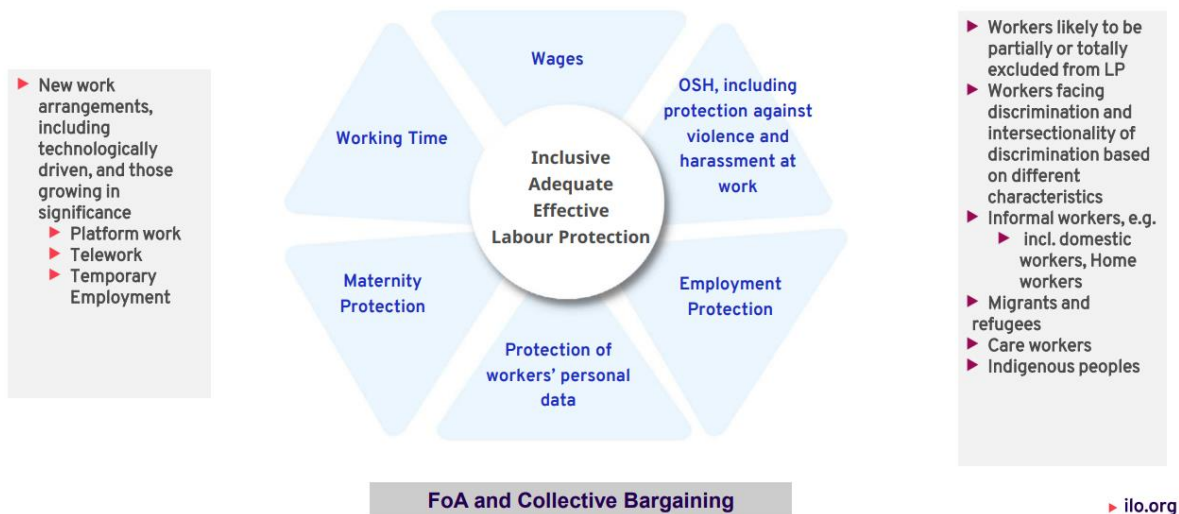 ► New work
arrangements,
including
technologically
driven, and those
growing in
significance
► Platform work
► Telework
► Temporary
Employment
Wages
Working Time
OSH, including
protection against
violence and
harassment at
work
Inclusive
Adequate
Effective
Labour Protection
Maternity
Protection
Employment
Protection
Protection of
workers’ personal
data
► Workers likely to be
partially or totally
excluded from LP
► Workers facing
discrimination and
intersectionality of
discrimination based
on different
characteristics
► Informal workers, e.g.
► incl. domestic
workers, Home
workers
► Migrants and
refugees
► Care workers
► Indigenous peoples
FoA and Collective Bargaining
► ilo.org